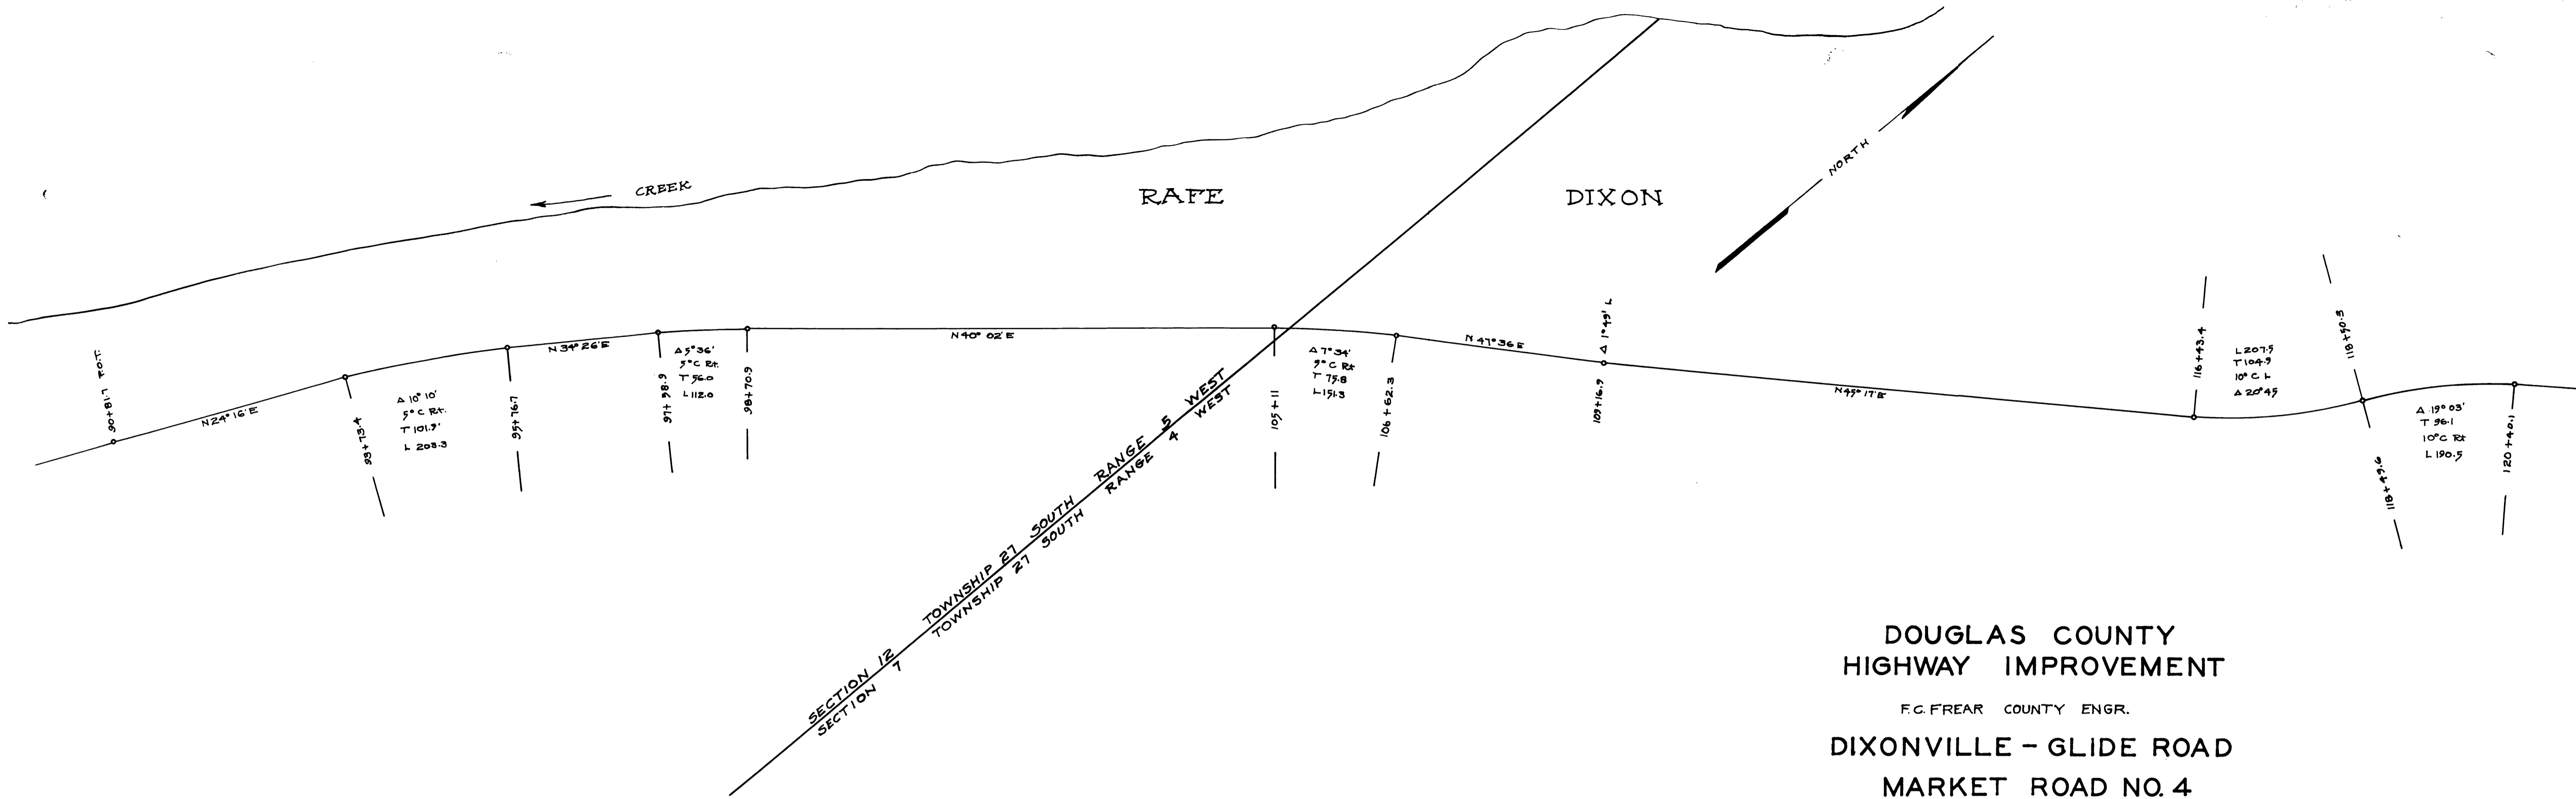 CREEK
RAFE DIXON
NORTH
90+81.7 P.O.T.
N24°16'E
93+73.4
Δ 10°10'
5°C Rt.
T 101.9'
L 203.3
95+76.7
N34°26'E
97+98.9
Δ5°36'
5°C Rt.
T 56.0
L 112.0
98+70.9
N40°02'E
105+11
Δ 7°34'
5°C Rt
T 75.8
L 151.3
106+62.3
N 47°36 E
Δ 1°49' L
109+16.9
N45°17'E
116+43.4
L 207.5
T 104.9
10° C L
Δ 20°45
118+50.3
118+49.6
Δ 19°03'
T 96.1
10°C Rt
L 190.5
120+40.1
SECTION 12 TOWNSHIP 27 SOUTH RANGE 5 WEST
SECTION 7 TOWNSHIP 27 SOUTH RANGE 4 WEST
DOUGLAS COUNTY
HIGHWAY IMPROVEMENT
F.C. FREAR COUNTY ENGR.
DIXONVILLE - GLIDE ROAD
MARKET ROAD NO. 4